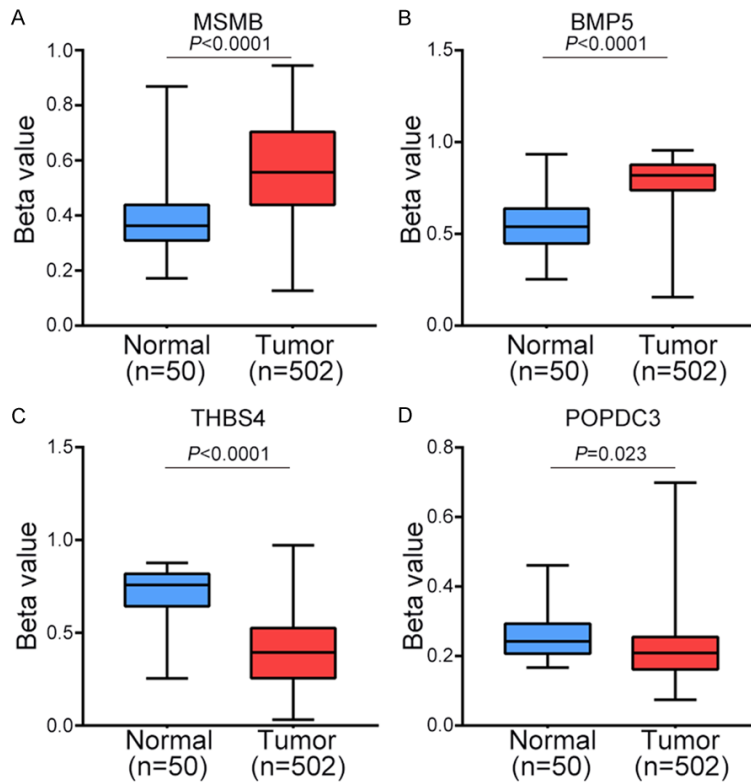 A
MSMB
P<0.0001
Beta value
1.0
0.8
0.6
0.4
0.2
0.0
Normal
(n=50)
Tumor
(n=502)
B
BMP5
P<0.0001
Beta value
1.5
1.0
0.5
0.0
Normal
(n=50)
Tumor
(n=502)
C
THBS4
P<0.0001
Beta value
1.5
1.0
0.5
0.0
Normal
(n=50)
Tumor
(n=502)
D
POPDC3
P=0.023
Beta value
0.8
0.6
0.4
0.2
0.0
Normal
(n=50)
Tumor
(n=502)